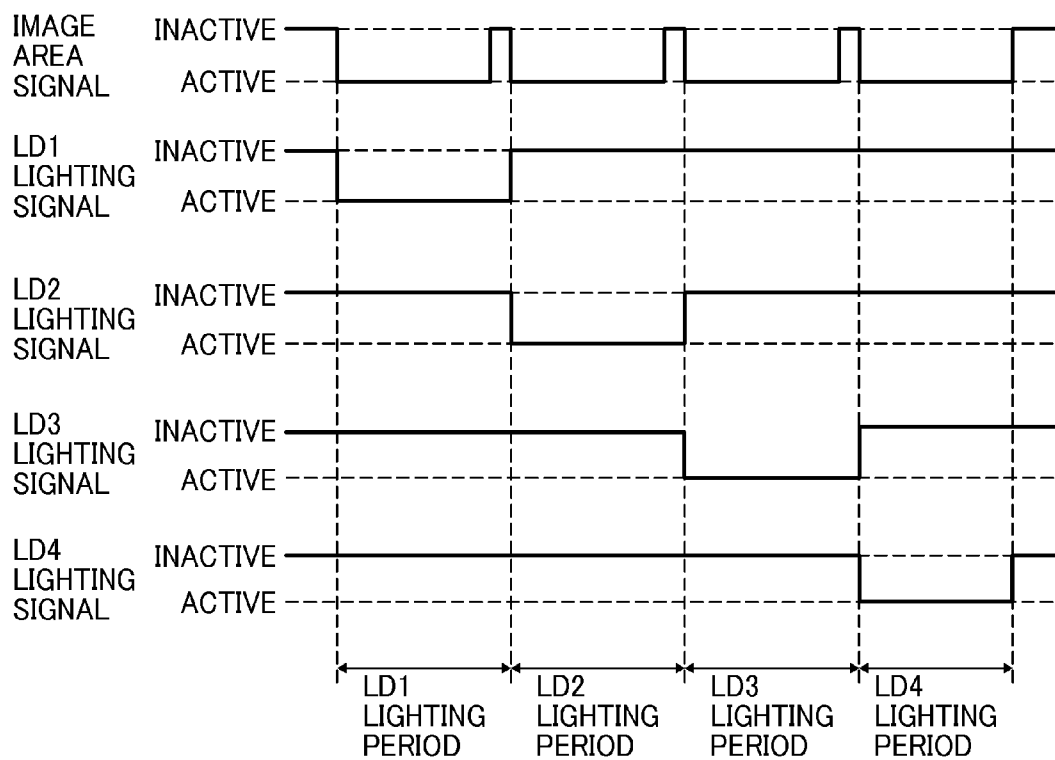 IMAGE
AREA
SIGNAL
INACTIVE
ACTIVE
LD1
LIGHTING
SIGNAL
INACTIVE
ACTIVE
LD2
LIGHTING
SIGNAL
INACTIVE
ACTIVE
LD3
LIGHTING
SIGNAL
INACTIVE
ACTIVE
LD4
LIGHTING
SIGNAL
INACTIVE
ACTIVE
LD1
LIGHTING
PERIOD
LD2
LIGHTING
PERIOD
LD3
LIGHTING
PERIOD
LD4
LIGHTING
PERIOD